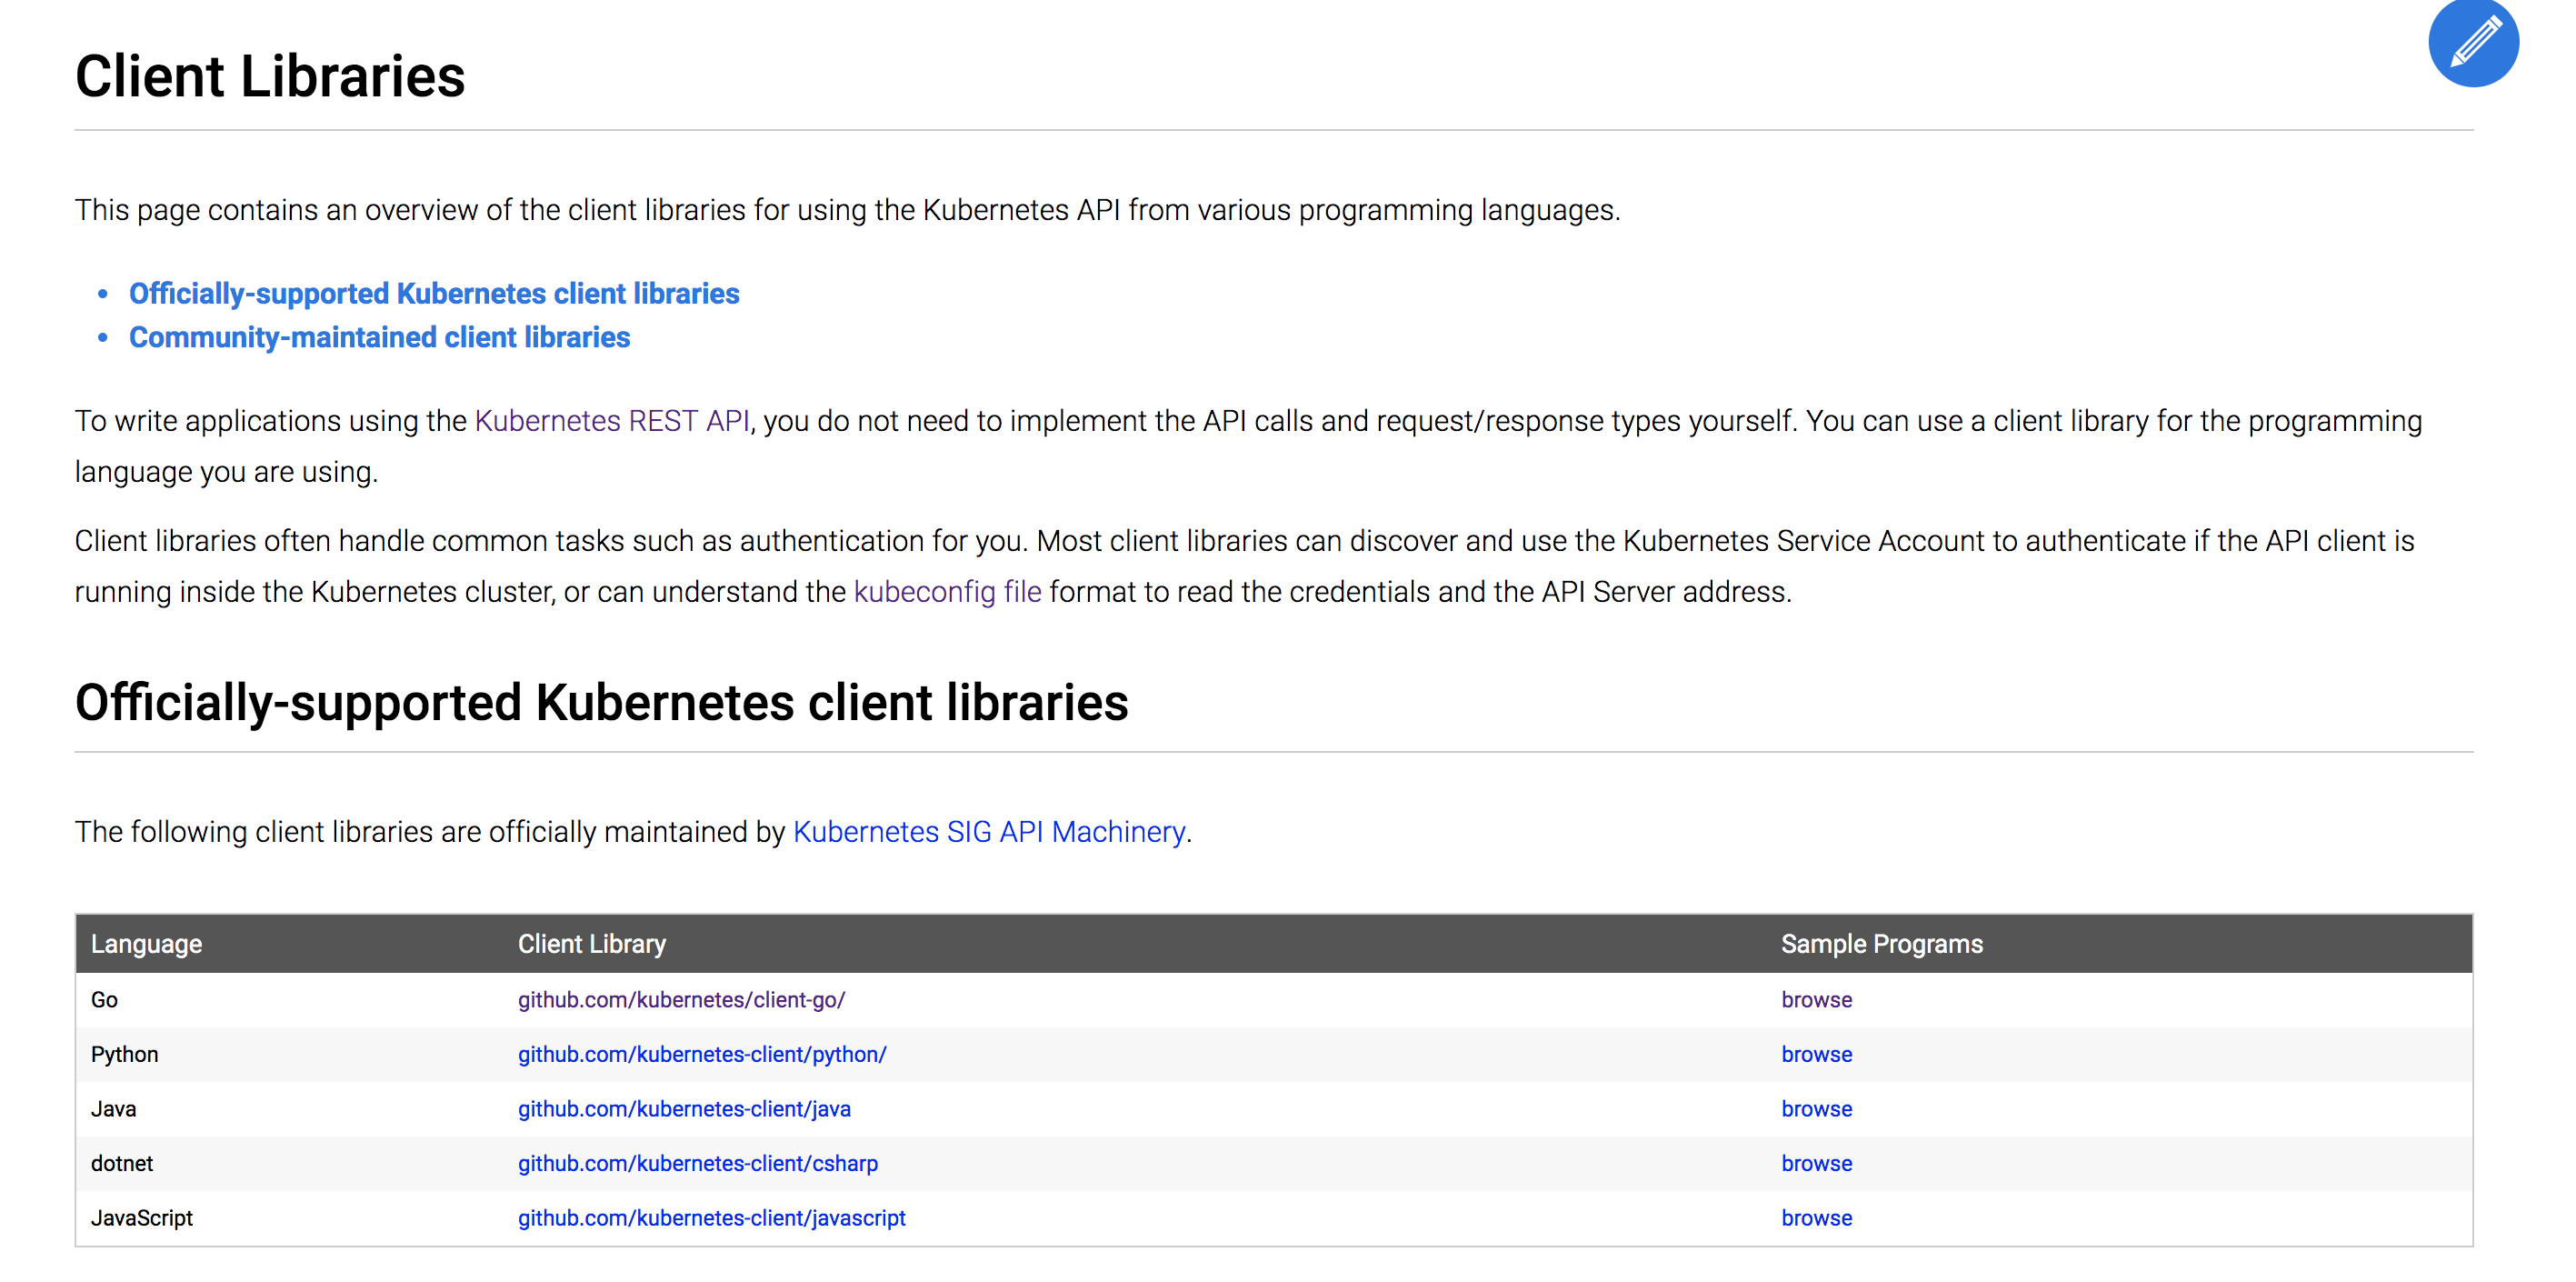 Client Libraries
This page contains an overview of the client libraries for using the Kubernetes API from various programming languages.
• Officially-supported Kubernetes client libraries
• Community-maintained client libraries
To write applications using the Kubernetes REST API, you do not need to implement the API calls and request/response types yourself. You can use a client library for the programming
language you are using.
Client libraries often handle common tasks such as authentication for you. Most client libraries can discover and use the Kubernetes Service Account to authenticate if the API client is
running inside the Kubernetes cluster, or can understand the kubeconfig file format to read the credentials and the API Server address.
Officially-supported Kubernetes client libraries
The following client libraries are officially maintained by Kubernetes SIG API Machinery.
Language Client Library Sample Programs
Go github.com/kubernetes/client-go/ browse
Python github.com/kubernetes-client/python/ browse
Java github.com/kubernetes-client/java browse
dotnet github.com/kubernetes-client/csharp browse
JavaScript github.com/kubernetes-client/javascript browse